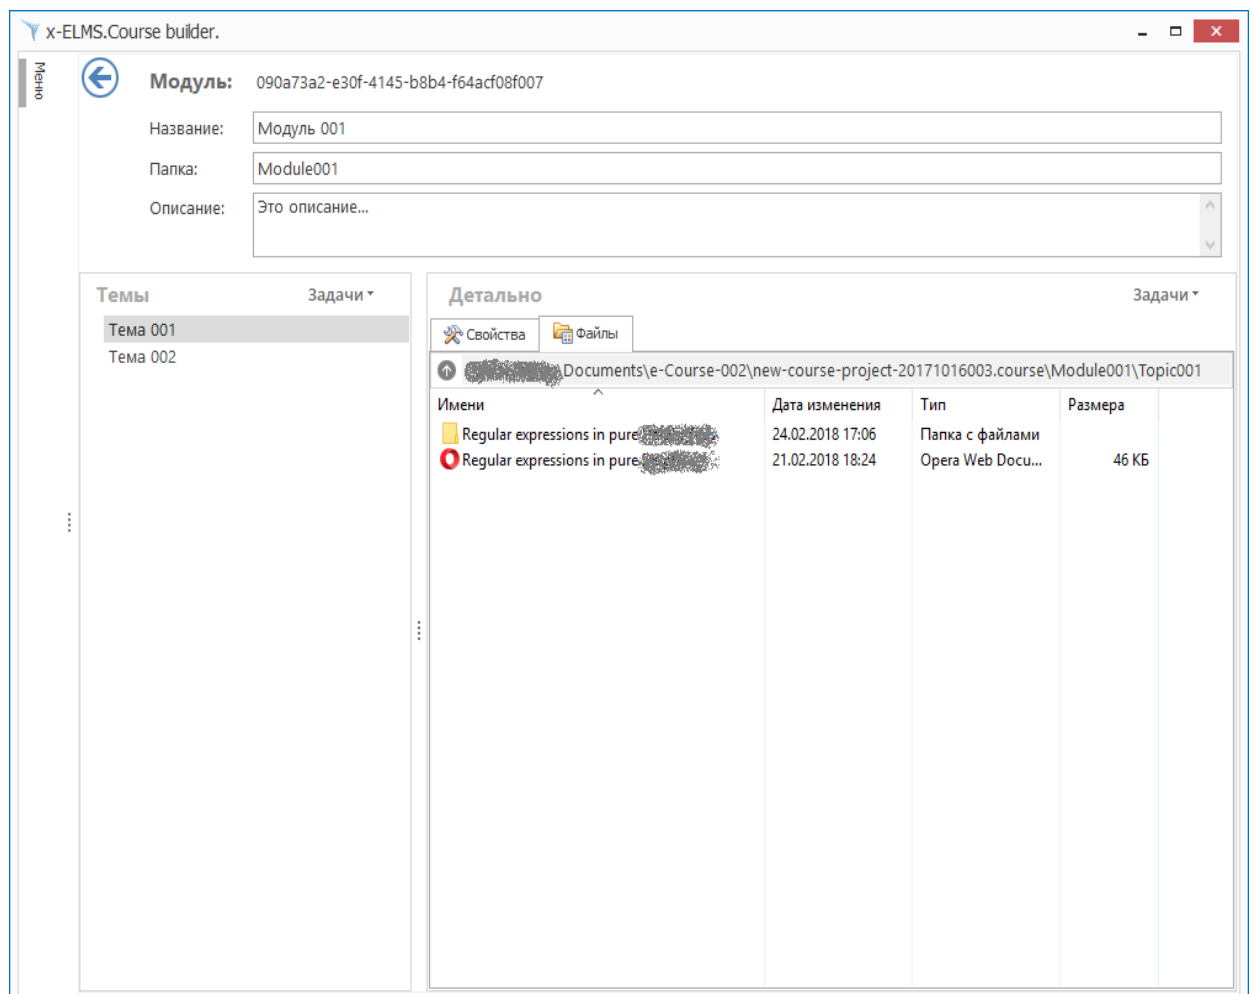 x-ELMS.Course builder.
Меню
Модуль: 090a73a2-e30f-4145-b8b4-f64acf08f007
Название: Модуль 001
Папка: Module001
Описание: Это описание...
Темы Задачи
Тема 001
Тема 002
Детально Задачи
Свойства Файлы
\Documents\e-Course-002\new-course-project-20171016003.course\Module001\Topic001
Имени Дата изменения Тип Размера
Regular expressions in pure 24.02.2018 17:06 Папка с файлами
Regular expressions in pure 21.02.2018 18:24 Opera Web Docu... 46 КБ